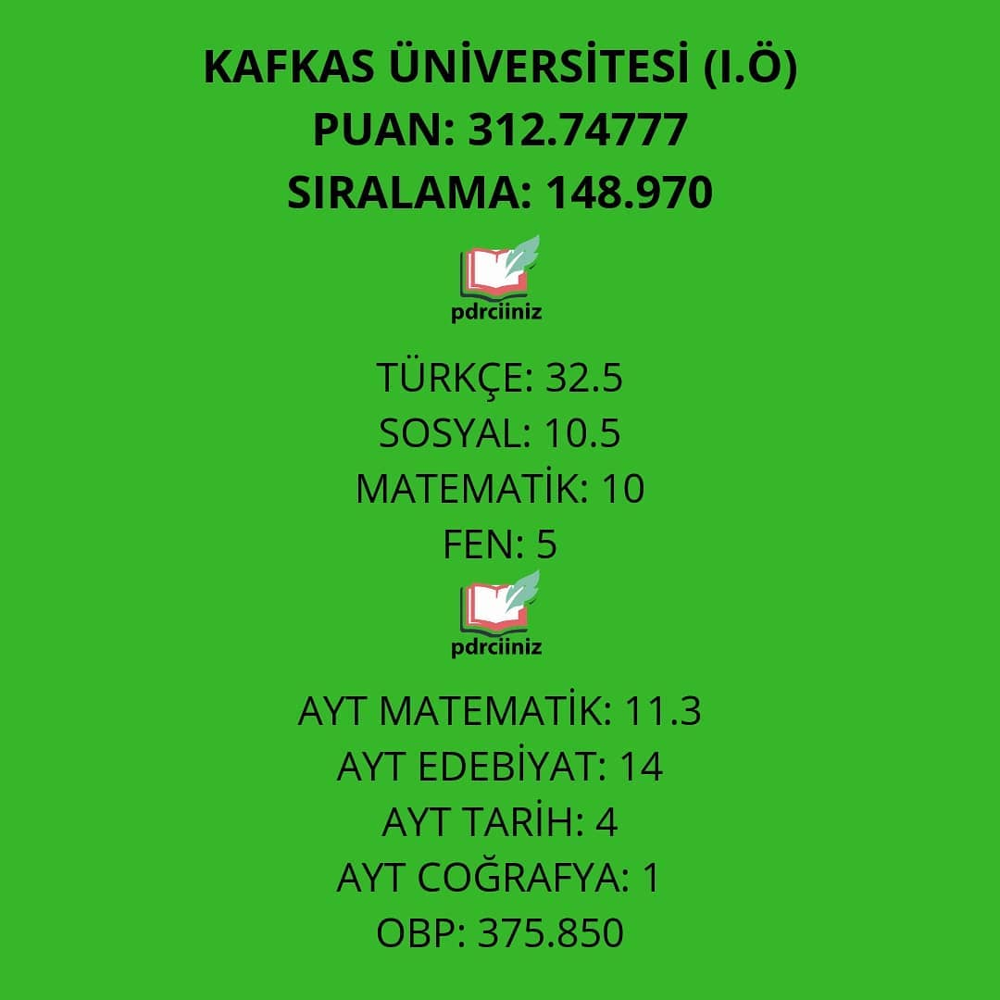 KAFKAS ÜNİVERSİTESİ (I.Ö)
PUAN: 312.74777
SIRALAMA: 148.970
pdrciiniz
TÜRKÇE: 32.5
SOSYAL: 10.5
MATEMATİK: 10
FEN: 5
pdrciiniz
AYT MATEMATİK: 11.3
AYT EDEBİYAT: 14
AYT TARİH: 4
AYT COĞRAFYA: 1
OBP: 375.850